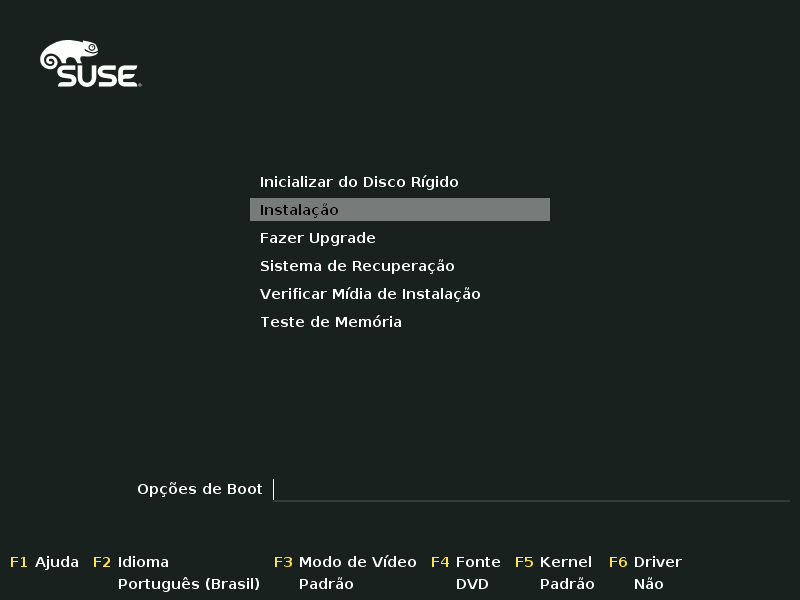 SUSE
Inicializar do Disco Rígido
Instalação
Fazer Upgrade
Sistema de Recuperação
Verificar Mídia de Instalação
Teste de Memória
Opções de Boot
F1 Ajuda F2 Idioma F3 Modo de Vídeo F4 Fonte F5 Kernel F6 Driver
Português (Brasil) Padrão DVD Padrão Não